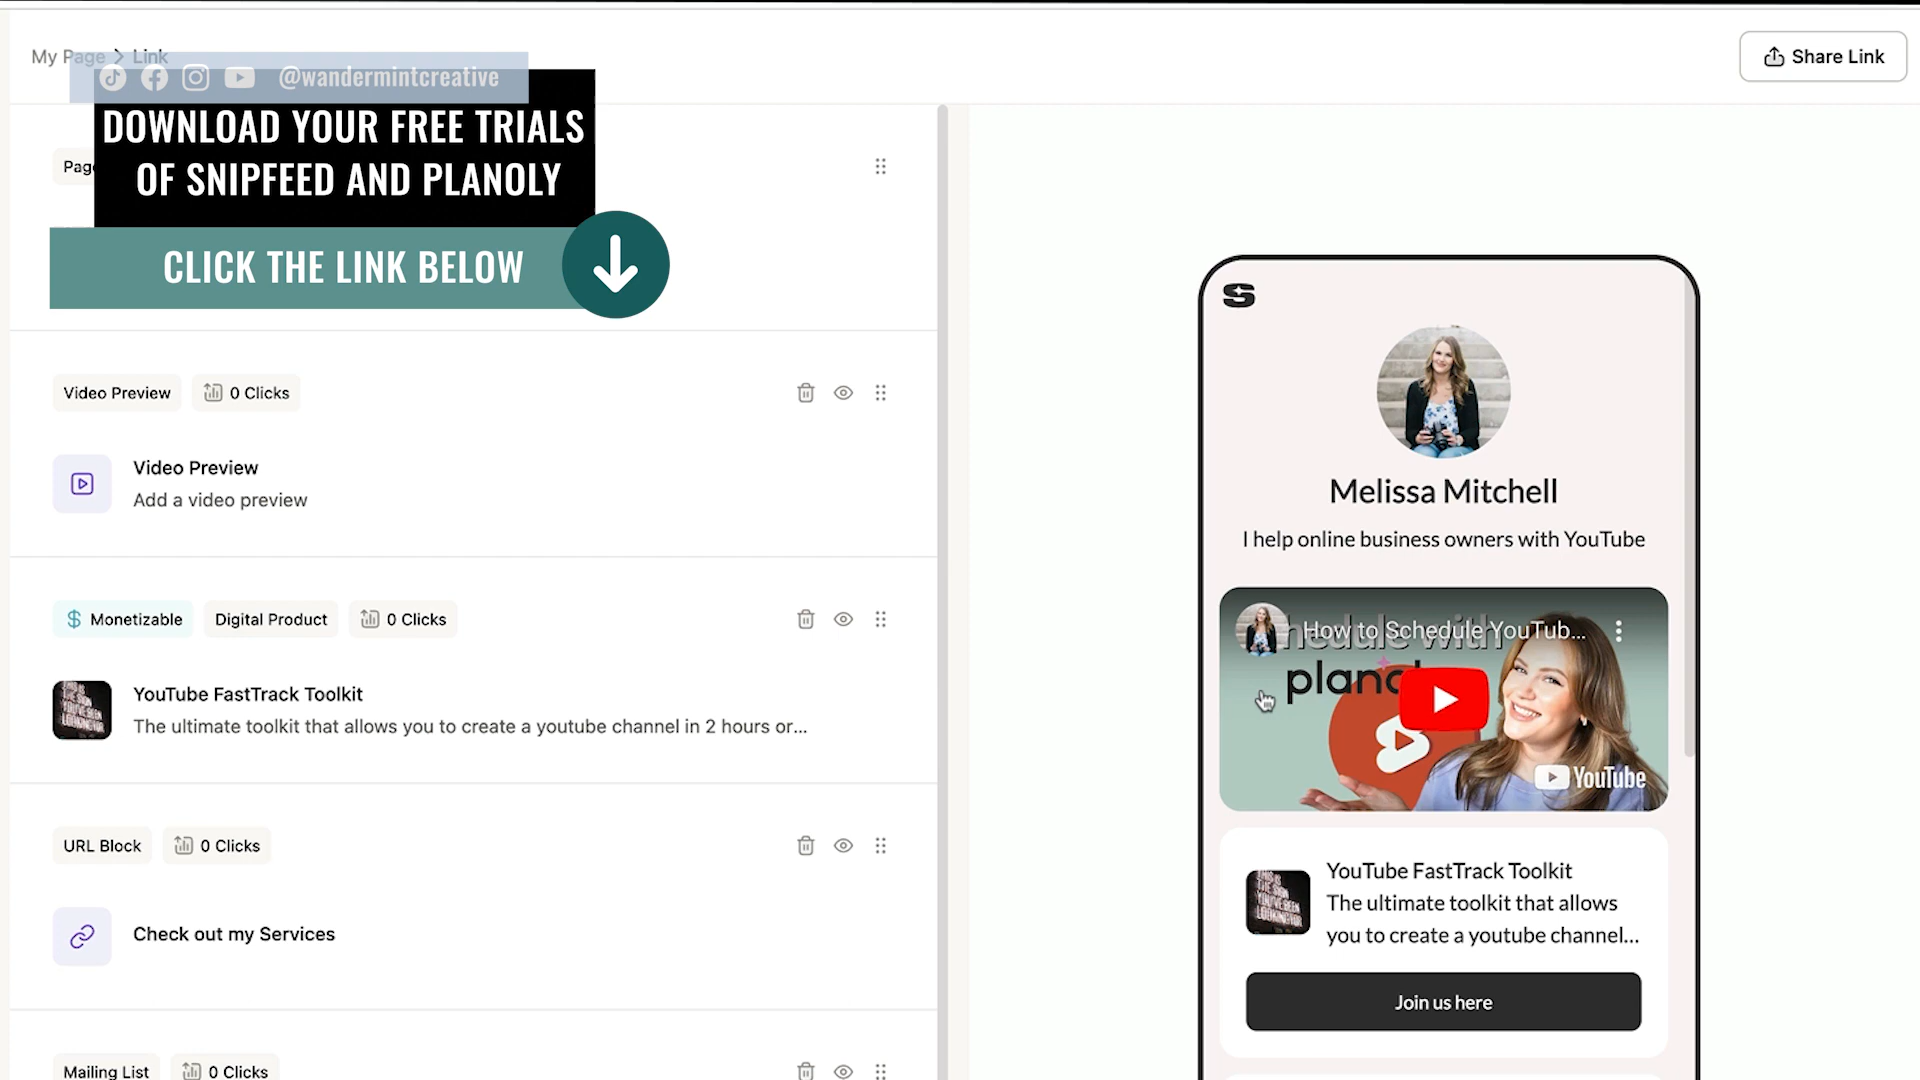 My Page > Link
@wandermintcreative
Share Link
DOWNLOAD YOUR FREE TRIALS
OF SNIPFEED AND PLANOLY
CLICK THE LINK BELOW
Video Preview
0 Clicks
Video Preview
Add a video preview
$ Monetizable
Digital Product
0 Clicks
YouTube FastTrack Toolkit
The ultimate toolkit that allows you to create a youtube channel in 2 hours or...
URL Block
0 Clicks
Check out my Services
Mailing List
0 Clicks
S
Melissa Mitchell
I help online business owners with YouTube
How to Schedule YouTub...
YouTube
YouTube FastTrack Toolkit
The ultimate toolkit that allows
you to create a youtube channel...
Join us here